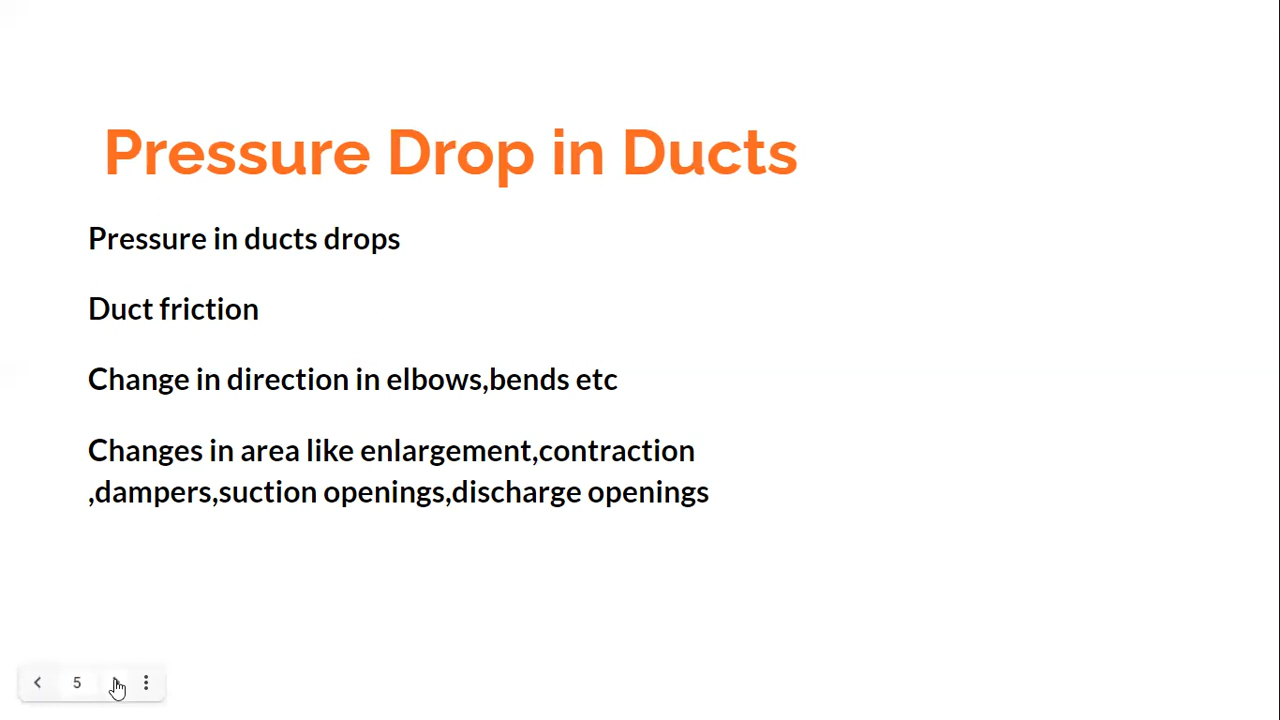 Pressure Drop in Ducts
Pressure in ducts drops
Duct friction
Change in direction in elbows,bends etc
Changes in area like enlargement,contraction
,dampers,suction openings,discharge openings
5